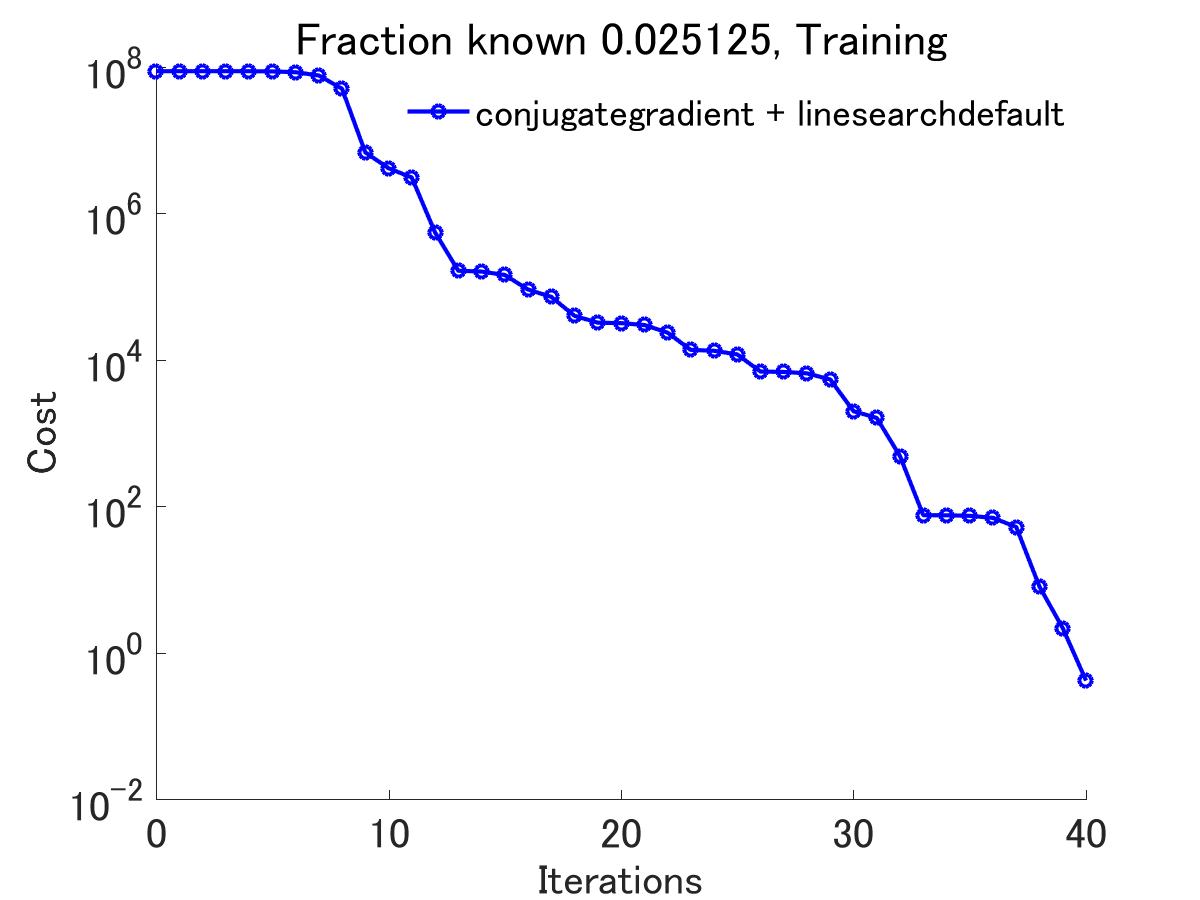 Fraction known 0.025125, Training
conjugategradient + linesearchdefault
10^8
10^6
10^4
10^2
10^0
10^-2
Cost
0 10 20 30 40
Iterations